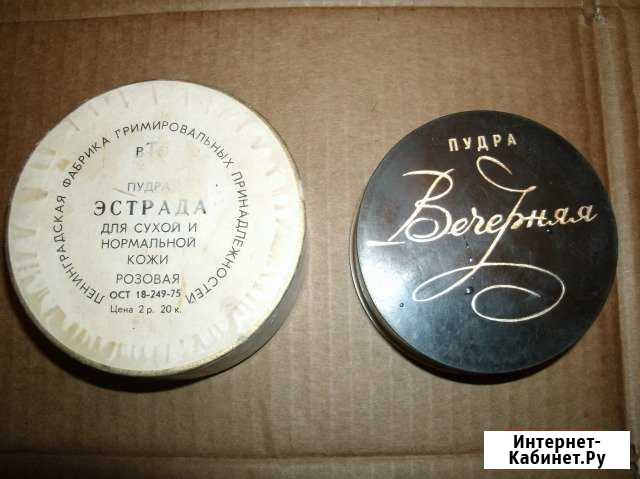 ЛЕНИНГРАДСКАЯ ФАБРИКА ГРИМИРОВАЛЬНЫХ ПРИНАДЛЕЖНОСТЕЙ
ВТО
ПУДРА
ЭСТРАДА
ДЛЯ СУХОЙ И
НОРМАЛЬНОЙ
КОЖИ
РОЗОВАЯ
ОСТ 18-249-75
Цена 2 р. 20 к.
ПУДРА
Вечерняя
Интернет-
Кабинет.Ру